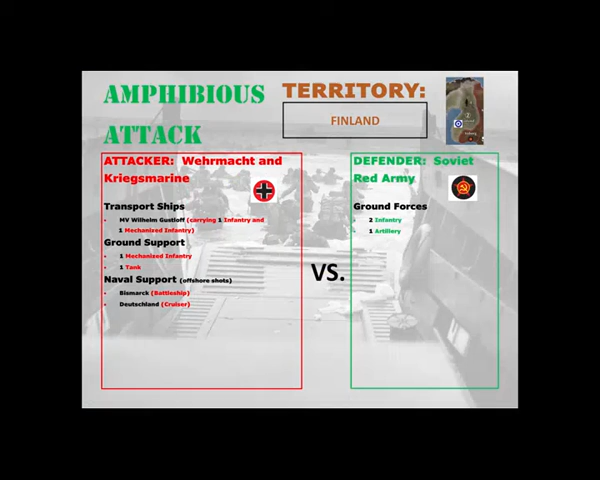 AMPHIBIOUS
ATTACK
TERRITORY:
FINLAND
ATTACKER: Wehrmacht and
Kriegsmarine
Transport Ships
MV Wilhelm Gustloff (carrying 1 Infantry and
1 Mechanized Infantry)
Ground Support
1 Mechanized Infantry
1 Tank
Naval Support (offshore shots)
Bismarck (Battleship)
Deutschland (Cruiser)
VS.
DEFENDER: Soviet
Red Army
Ground Forces
2 Infantry
1 Artillery